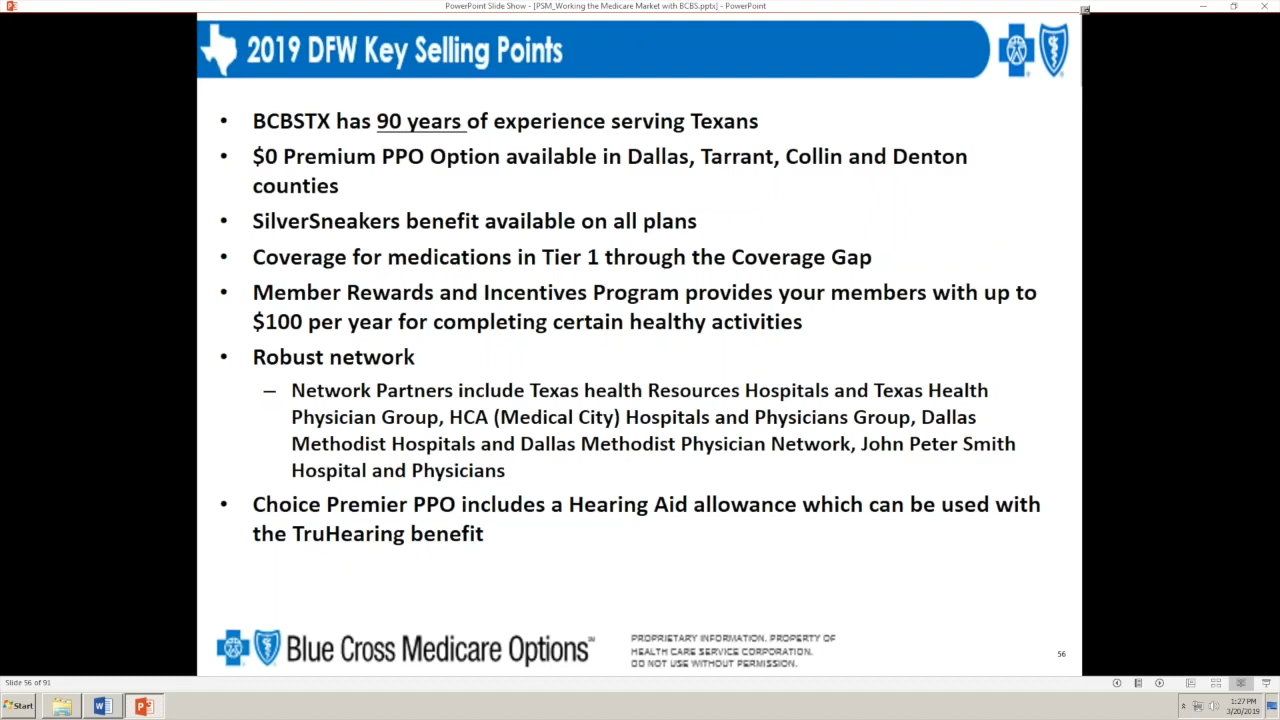 PowerPoint Slide Show - [PSM_Working the Medicare Market with BCBS.pptx] - PowerPoint
2019 DFW Key Selling Points
• BCBSTX has 90 years of experience serving Texans
• $0 Premium PPO Option available in Dallas, Tarrant, Collin and Denton
counties
• SilverSneakers benefit available on all plans
• Coverage for medications in Tier 1 through the Coverage Gap
• Member Rewards and Incentives Program provides your members with up to
$100 per year for completing certain healthy activities
• Robust network
– Network Partners include Texas health Resources Hospitals and Texas Health
Physician Group, HCA (Medical City) Hospitals and Physicians Group, Dallas
Methodist Hospitals and Dallas Methodist Physician Network, John Peter Smith
Hospital and Physicians
• Choice Premier PPO includes a Hearing Aid allowance which can be used with
the TruHearing benefit
Blue Cross Medicare Options℠
PROPRIETARY INFORMATION. PROPERTY OF
HEALTH CARE SERVICE CORPORATION.
DO NOT USE WITHOUT PERMISSION.
56
Slide 56 of 91
Start
1:27 PM
3/20/2019